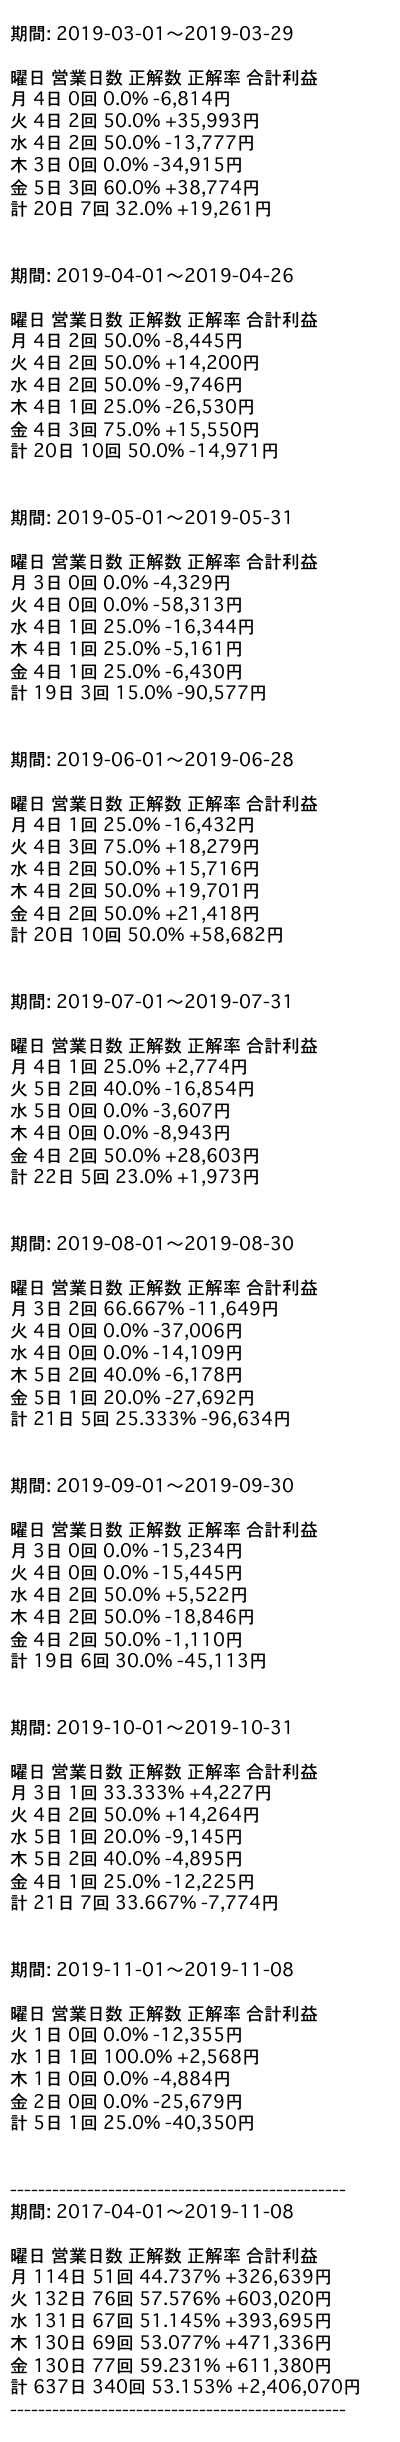 期間: 2019-03-01〜2019-03-29
曜日 営業日数 正解数 正解率 合計利益
月 4日 0回 0.0% -6,814円
火 4日 2回 50.0% +35,993円
水 4日 2回 50.0% -13,777円
木 3日 0回 0.0% -34,915円
金 5日 3回 60.0% +38,774円
計 20日 7回 32.0% +19,261円
期間: 2019-04-01〜2019-04-26
曜日 営業日数 正解数 正解率 合計利益
月 4日 2回 50.0% -8,445円
火 4日 2回 50.0% +14,200円
水 4日 2回 50.0% -9,746円
木 4日 1回 25.0% -26,530円
金 4日 3回 75.0% +15,550円
計 20日 10回 50.0% -14,971円
期間: 2019-05-01〜2019-05-31
曜日 営業日数 正解数 正解率 合計利益
月 3日 0回 0.0% -4,329円
火 4日 0回 0.0% -58,313円
水 4日 1回 25.0% -16,344円
木 4日 1回 25.0% -5,161円
金 4日 1回 25.0% -6,430円
計 19日 3回 15.0% -90,577円
期間: 2019-06-01〜2019-06-28
曜日 営業日数 正解数 正解率 合計利益
月 4日 1回 25.0% -16,432円
火 4日 3回 75.0% +18,279円
水 4日 2回 50.0% +15,716円
木 4日 2回 50.0% +19,701円
金 4日 2回 50.0% +21,418円
計 20日 10回 50.0% +58,682円
期間: 2019-07-01〜2019-07-31
曜日 営業日数 正解数 正解率 合計利益
月 4日 1回 25.0% +2,774円
火 5日 2回 40.0% -16,854円
水 5日 0回 0.0% -3,607円
木 4日 0回 0.0% -8,943円
金 4日 2回 50.0% +28,603円
計 22日 5回 23.0% +1,973円
期間: 2019-08-01〜2019-08-30
曜日 営業日数 正解数 正解率 合計利益
月 3日 2回 66.667% -11,649円
火 4日 0回 0.0% -37,006円
水 4日 0回 0.0% -14,109円
木 5日 2回 40.0% -6,178円
金 5日 1回 20.0% -27,692円
計 21日 5回 25.333% -96,634円
期間: 2019-09-01〜2019-09-30
曜日 営業日数 正解数 正解率 合計利益
月 3日 0回 0.0% -15,234円
火 4日 0回 0.0% -15,445円
水 4日 2回 50.0% +5,522円
木 4日 2回 50.0% -18,846円
金 4日 2回 50.0% -1,110円
計 19日 6回 30.0% -45,113円
期間: 2019-10-01〜2019-10-31
曜日 営業日数 正解数 正解率 合計利益
月 3日 1回 33.333% +4,227円
火 4日 2回 50.0% +14,264円
水 5日 1回 20.0% -9,145円
木 5日 2回 40.0% -4,895円
金 4日 1回 25.0% -12,225円
計 21日 7回 33.667% -7,774円
期間: 2019-11-01〜2019-11-08
曜日 営業日数 正解数 正解率 合計利益
火 1日 0回 0.0% -12,355円
水 1日 1回 100.0% +2,568円
木 1日 0回 0.0% -4,884円
金 2日 0回 0.0% -25,679円
計 5日 1回 25.0% -40,350円
------------------------------------------------
期間: 2017-04-01〜2019-11-08
曜日 営業日数 正解数 正解率 合計利益
月 114日 51回 44.737% +326,639円
火 132日 76回 57.576% +603,020円
水 131日 67回 51.145% +393,695円
木 130日 69回 53.077% +471,336円
金 130日 77回 59.231% +611,380円
計 637日 340回 53.153% +2,406,070円
------------------------------------------------